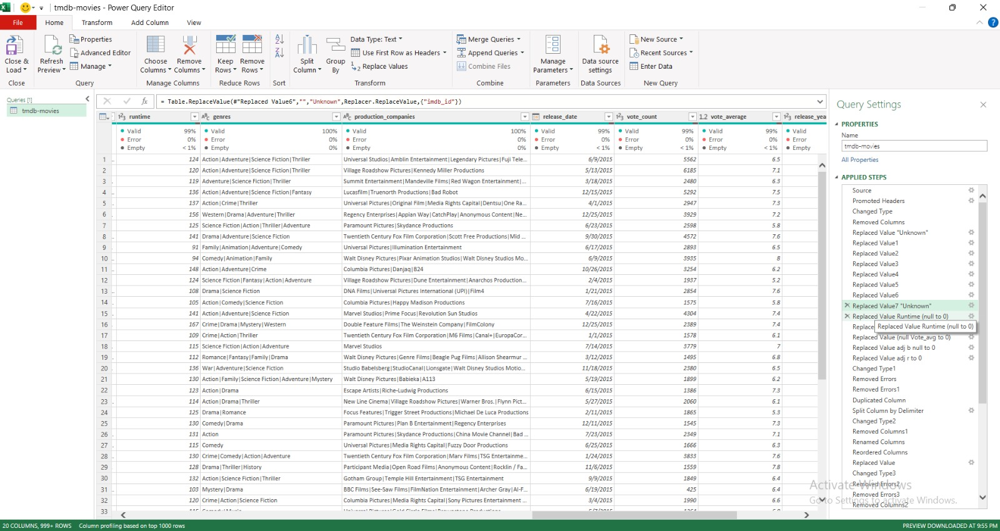 tmdb-movies - Power Query Editor
File Home Transform Add Column View
Close & Load
Close
Refresh Preview
Properties
Advanced Editor
Manage
Query
Choose Columns
Remove Columns
Manage Columns
Keep Rows
Remove Rows
Reduce Rows
Sort
Split Column
Group By
Data Type: Text
Use First Row as Headers
Replace Values
Transform
Merge Queries
Append Queries
Combine Files
Combine
Manage Parameters
Parameters
Data source settings
Data Sources
New Source
Recent Sources
Enter Data
New Query
Queries [1]
tmdb-movies
= Table.ReplaceValue(#"Replaced Value6","","Unknown",Replacer.ReplaceValue,{"imdb_id"})
runtime genres production_companies release_date vote_count 1.2 vote_average release_yea
Valid 99% Valid 100% Valid 100% Valid 99% Valid 99% Valid 99% Valid
Error 0% Error 0% Error 0% Error 0% Error 0% Error 0% Error
Empty < 1% Empty 0% Empty 0% Empty < 1% Empty < 1% Empty < 1% Empty
1 124 Action|Adventure|Science Fiction|Thriller Universal Studios|Amblin Entertainment|Legendary Pictures|Fuji Tele... 6/9/2015 5562 6.5
2 120 Action|Adventure|Science Fiction|Thriller Village Roadshow Pictures|Kennedy Miller Productions 5/13/2015 6185 7.1
3 119 Adventure|Science Fiction|Thriller Summit Entertainment|Mandeville Films|Red Wagon Entertainment|... 3/18/2015 2480 6.3
4 136 Action|Adventure|Science Fiction|Fantasy Lucasfilm|Truenorth Productions|Bad Robot 12/15/2015 5292 7.5
5 137 Action|Crime|Thriller Universal Pictures|Original Film|Media Rights Capital|Dentsu|One Ra... 4/1/2015 2947 7.3
6 156 Western|Drama|Adventure|Thriller Regency Enterprises|Appian Way|CatchPlay|Anonymous Content|Ne... 12/25/2015 3929 7.2
7 125 Science Fiction|Action|Thriller|Adventure Paramount Pictures|Skydance Productions 6/23/2015 2598 5.8
8 141 Drama|Adventure|Science Fiction Twentieth Century Fox Film Corporation|Scott Free Productions|Mid ... 9/30/2015 4572 7.6
9 91 Family|Animation|Adventure|Comedy Universal Pictures|Illumination Entertainment 6/17/2015 2893 6.5
10 94 Comedy|Animation|Family Walt Disney Pictures|Pixar Animation Studios|Walt Disney Studios Mo... 6/9/2015 3935 8
11 148 Action|Adventure|Crime Columbia Pictures|Danjaq|B24 10/26/2015 3254 6.2
12 124 Science Fiction|Fantasy|Action|Adventure Village Roadshow Pictures|Dune Entertainment|Anarchos Production... 2/4/2015 1937 5.2
13 108 Drama|Science Fiction DNA Films|Universal Pictures International (UPI)|Film4 1/21/2015 2854 7.6
14 105 Action|Comedy|Science Fiction Columbia Pictures|Happy Madison Productions 7/16/2015 1575 5.8
15 141 Action|Adventure|Science Fiction Marvel Studios|Prime Focus|Revolution Sun Studios 4/22/2015 4304 7.4
16 167 Crime|Drama|Mystery|Western Double Feature Films|The Weinstein Company|FilmColony 12/25/2015 2389 7.4
17 109 Crime|Action|Thriller Twentieth Century Fox Film Corporation|M6 Films|Canal+|EuropaCor... 1/1/2015 1578 6.1
18 115 Science Fiction|Action|Adventure Marvel Studios 7/14/2015 3779 7
19 112 Romance|Fantasy|Family|Drama Walt Disney Pictures|Genre Films|Beagle Pug Films|Allison Shearmur ... 3/12/2015 1495 6.8
20 136 War|Adventure|Science Fiction Studio Babelsberg|StudioCanal|Lionsgate|Walt Disney Studios Motio... 11/18/2015 2380 6.5
21 130 Action|Family|Science Fiction|Adventure|Mystery Walt Disney Pictures|Babieka|A113 5/19/2015 1899 6.2
22 123 Action|Drama Escape Artists|Riche-Ludwig Productions 6/15/2015 1386 7.3
23 114 Action|Drama|Thriller New Line Cinema|Village Roadshow Pictures|Warner Bros.|Flynn Pict... 5/27/2015 2060 6.1
24 125 Drama|Romance Focus Features|Trigger Street Productions|Michael De Luca Productions 2/11/2015 1865 5.3
25 130 Comedy|Drama Paramount Pictures|Plan B Entertainment|Regency Enterprises 12/11/2015 1545 7.3
26 131 Action Paramount Pictures|Skydance Productions|China Movie Channel|Bad ... 7/23/2015 2349 7.1
27 115 Comedy Universal Pictures|Media Rights Capital|Fuzzy Door Productions 6/25/2015 1666 6.3
28 130 Crime|Comedy|Action|Adventure Twentieth Century Fox Film Corporation|Marv Films|TSG Entertainme... 1/24/2015 3833 7.6
29 128 Drama|Thriller|History Participant Media|Open Road Films|Anonymous Content|Rocklin / Fa... 11/6/2015 1559 7.8
30 132 Action|Science Fiction|Thriller Gotham Group|Temple Hill Entertainment|TSG Entertainment 9/9/2015 1849 6.4
31 103 Mystery|Drama BBC Films|See-Saw Films|FilmNation Entertainment|Archer Gray|Al-F... 6/19/2015 425 6.4
32 120 Crime|Action|Science Fiction Columbia Pictures|Media Rights Capital|Sony Pictures Entertainment ... 3/4/2015 1990 6.6
33
Query Settings
PROPERTIES
Name
tmdb-movies
All Properties
APPLIED STEPS
Source
Promoted Headers
Changed Type
Removed Columns
Replaced Value "Unknown"
Replaced Value1
Replaced Value2
Replaced Value3
Replaced Value4
Replaced Value5
Replaced Value6
Replaced Value7 "Unknown"
Replaced Value Runtime (null to 0)
Replace
Replaced Value Runtime (null to 0)
Replaced Value (null Vote_avg to 0)
Replaced Value adj b null to 0
Replaced Value adj r to 0
Changed Type1
Removed Errors
Removed Errors1
Duplicated Column
Split Column by Delimiter
Changed Type2
Removed Columns1
Renamed Columns
Reordered Columns
Replaced Value
Changed Type3
Removed Errors2
Removed Errors3
Removed Columns2
Activate Windows
Go to Settings to activate Windows.
20 COLUMNS, 999+ ROWS Column profiling based on top 1000 rows
PREVIEW DOWNLOADED AT 9:55 PM